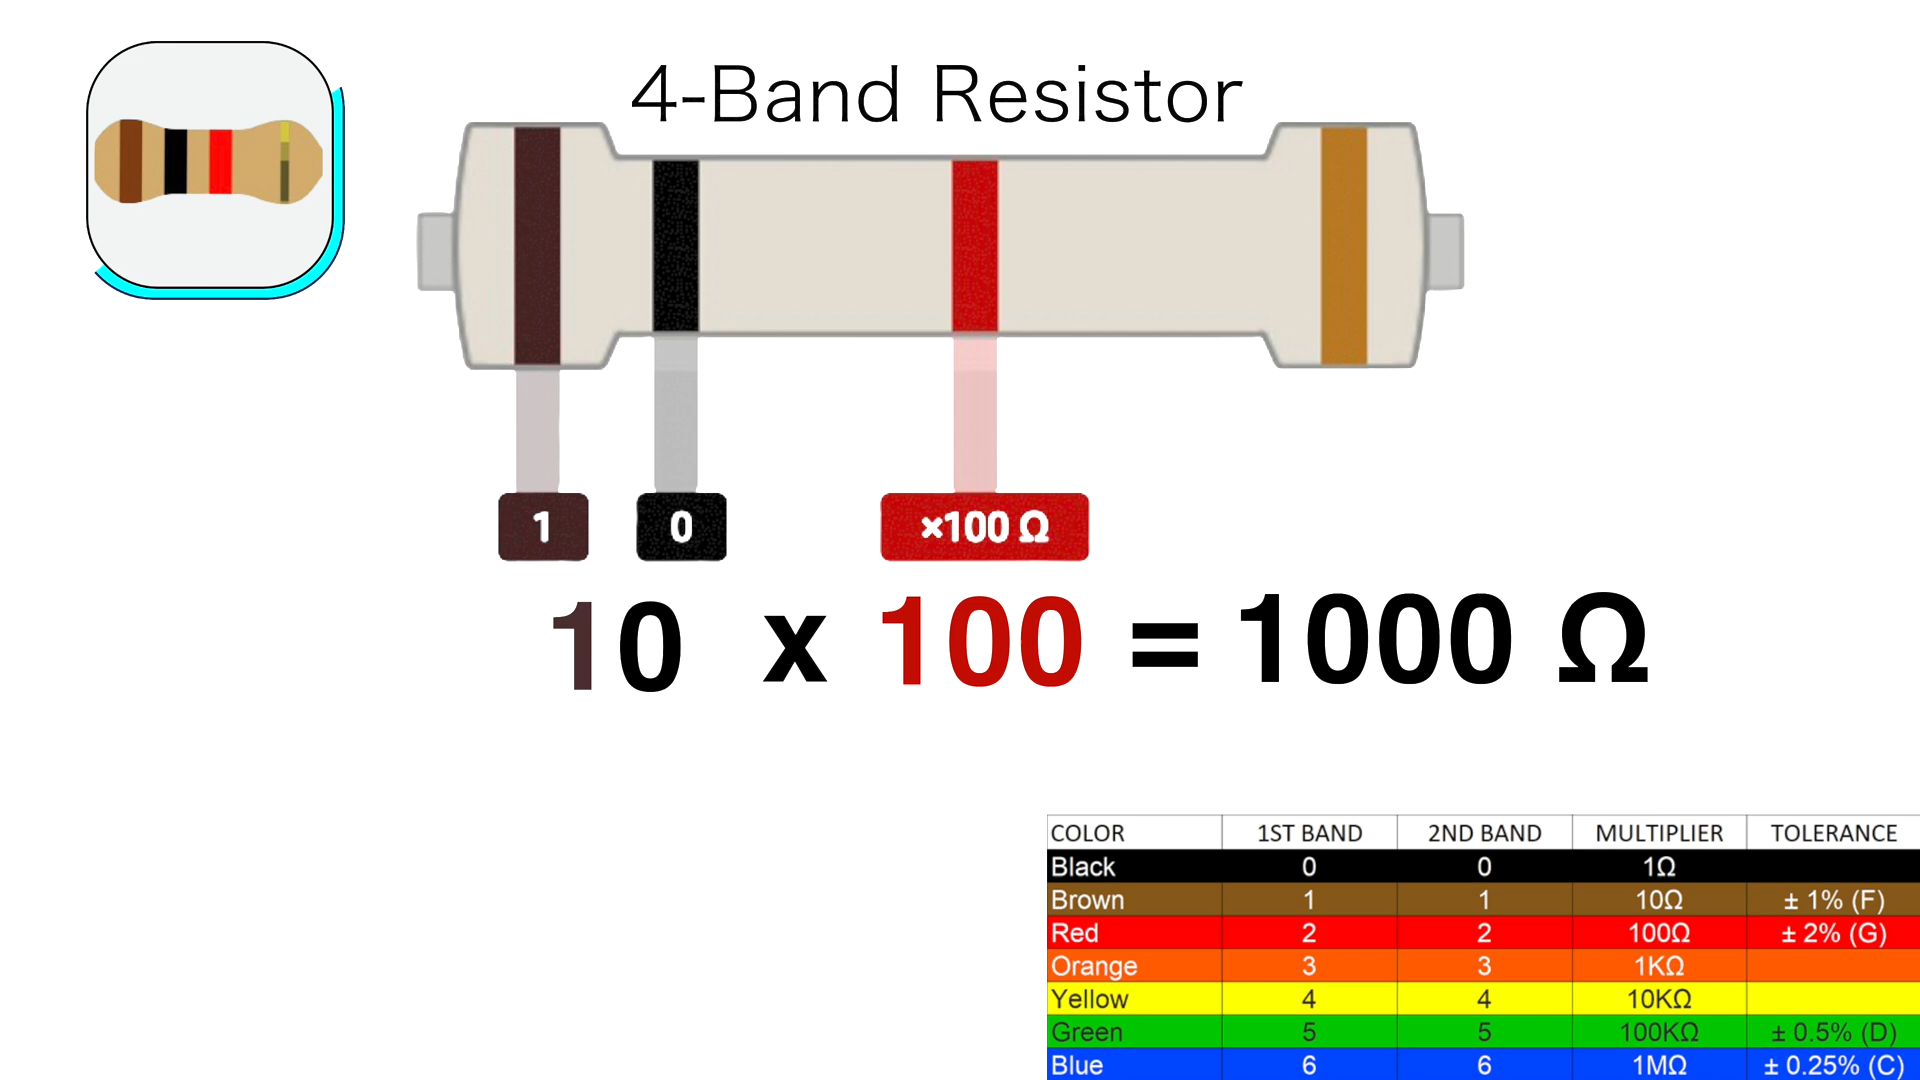 4-Band Resistor
1 0 ×100 Ω
10 x 100 = 1000 Ω
COLOR 1ST BAND 2ND BAND MULTIPLIER TOLERANCE
Black 0 0 1Ω
Brown 1 1 10Ω ± 1% (F)
Red 2 2 100Ω ± 2% (G)
Orange 3 3 1KΩ
Yellow 4 4 10KΩ
Green 5 5 100KΩ ± 0.5% (D)
Blue 6 6 1MΩ ± 0.25% (C)